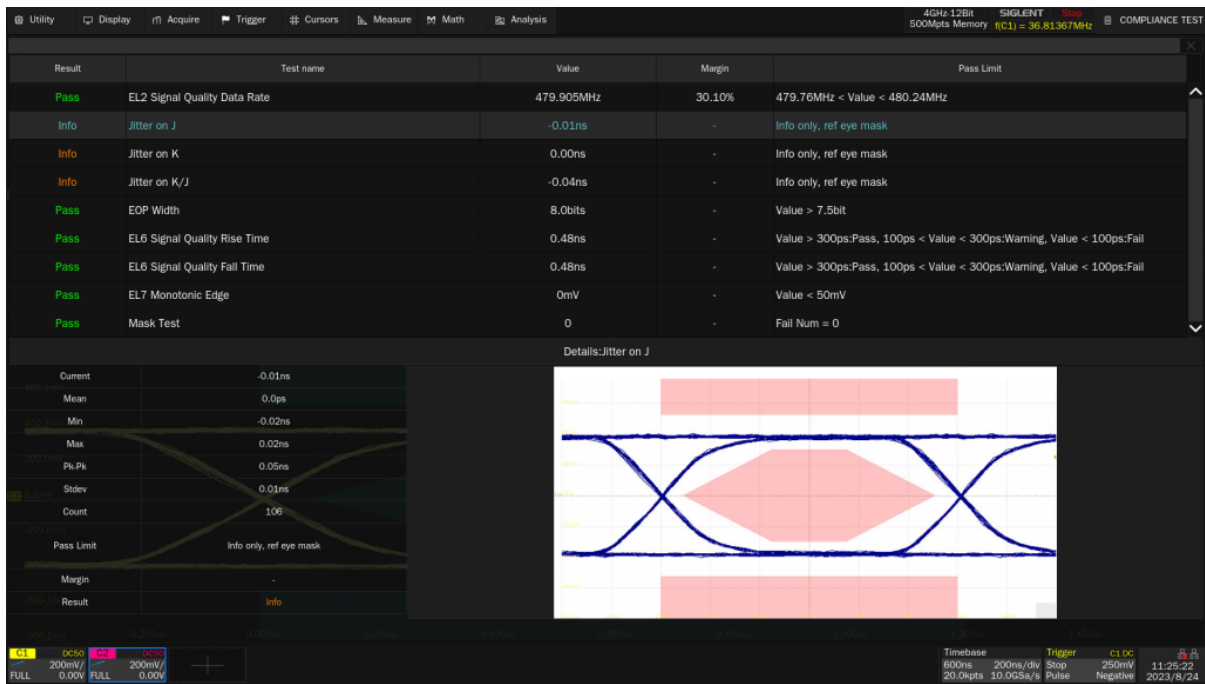 Utility Display Acquire Trigger Cursors Measure Math Analysis
4GHz-12Bit SIGLENT Stop
500Mpts Memory f(C1) = 36.81367MHz
COMPLIANCE TEST
Result Test name Value Margin Pass Limit
Pass EL2 Signal Quality Data Rate 479.905MHz 30.10% 479.76MHz < Value < 480.24MHz
Info Jitter on J -0.01ns - Info only, ref eye mask
Info Jitter on K 0.00ns - Info only, ref eye mask
Info Jitter on K/J -0.04ns - Info only, ref eye mask
Pass EOP Width 8.0bits - Value > 7.5bit
Pass EL6 Signal Quality Rise Time 0.48ns - Value > 300ps:Pass, 100ps < Value < 300ps:Warning, Value < 100ps:Fail
Pass EL6 Signal Quality Fall Time 0.48ns - Value > 300ps:Pass, 100ps < Value < 300ps:Warning, Value < 100ps:Fail
Pass EL7 Monotonic Edge 0mV - Value < 50mV
Pass Mask Test 0 - Fail Num = 0
Details:Jitter on J
Current -0.01ns
Mean 0.0ps
Min -0.02ns
Max 0.02ns
Pk-Pk 0.05ns
Stdev 0.01ns
Count 106
Pass Limit Info only, ref eye mask
Margin -
Result Info
C1 DC50 C2 DC50
200mV/ 200mV/
FULL 0.00V FULL 0.00V
Timebase Trigger C1 DC
600ns 200ns/div Stop 250mV
20.0kpts 10.0GSa/s Pulse Negative
11:25:22
2023/8/24